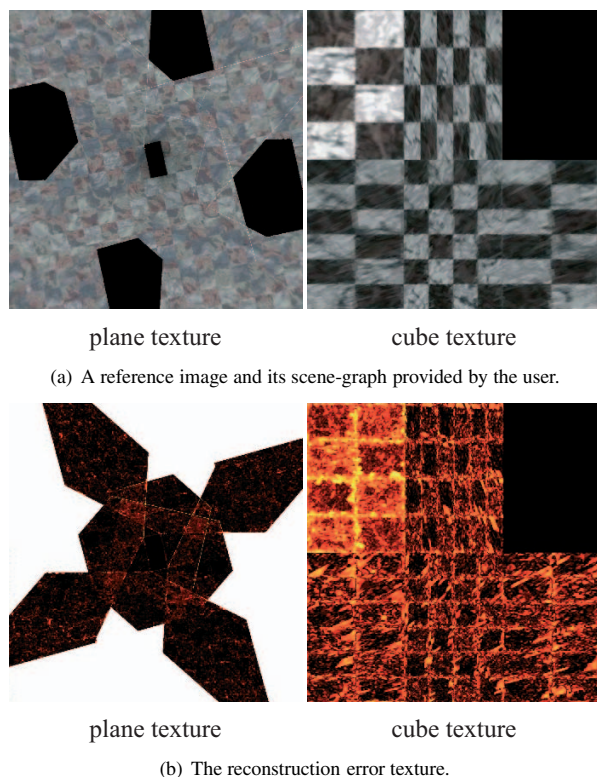 plane texture
cube texture
(a) A reference image and its scene-graph provided by the user.
plane texture
cube texture
(b) The reconstruction error texture.